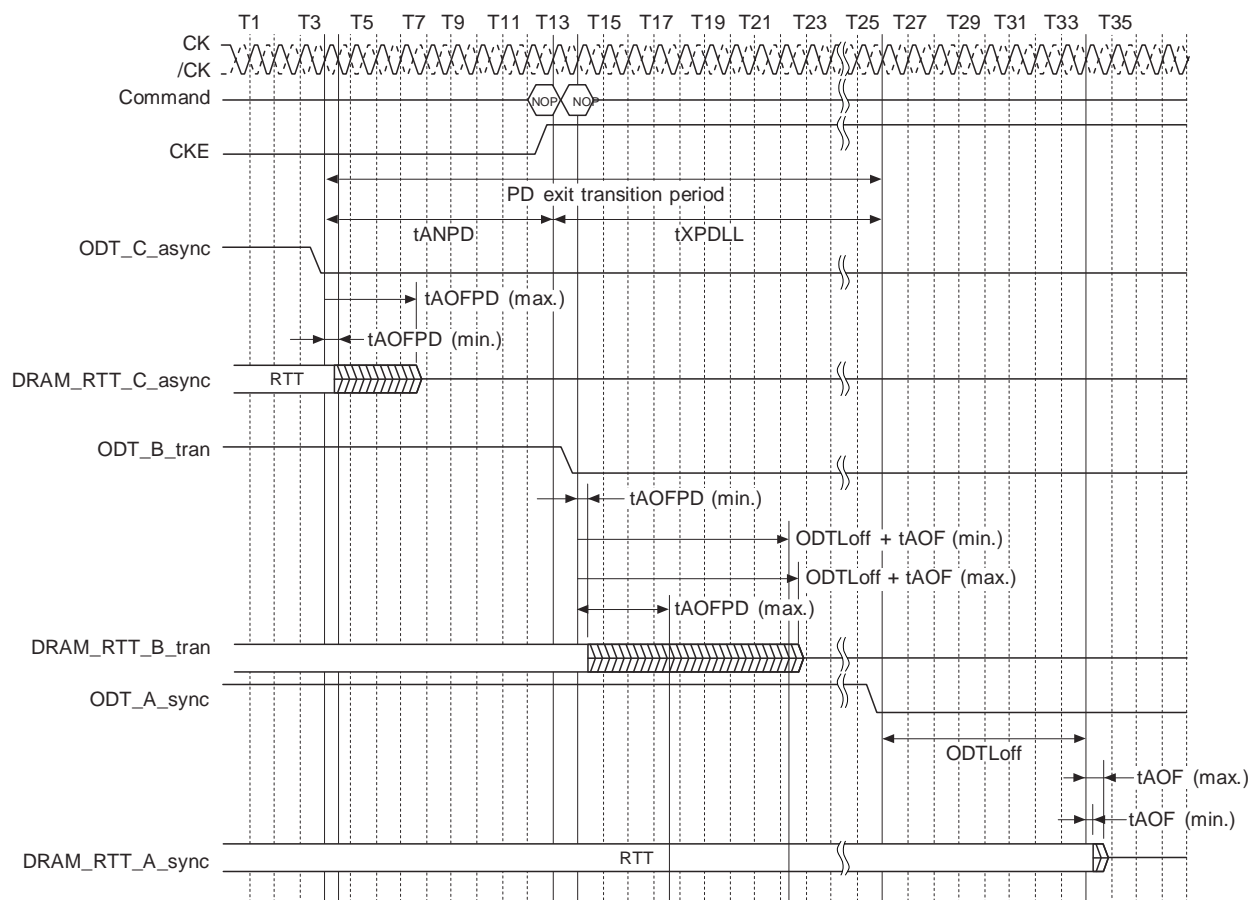 T1 T3 T5 T7 T9 T11 T13 T15 T17 T19 T21 T23 T25 T27 T29 T31 T33 T35
CK
/CK
Command NOP NOP
CKE
PD exit transition period
tANPD tXPDLL
ODT_C_async
tAOFPD (max.)
tAOFPD (min.)
DRAM_RTT_C_async RTT
ODT_B_tran
tAOFPD (min.)
ODTLoff + tAOF (min.)
ODTLoff + tAOF (max.)
tAOFPD (max.)
DRAM_RTT_B_tran
ODT_A_sync
ODTLoff
tAOF (max.)
tAOF (min.)
DRAM_RTT_A_sync RTT